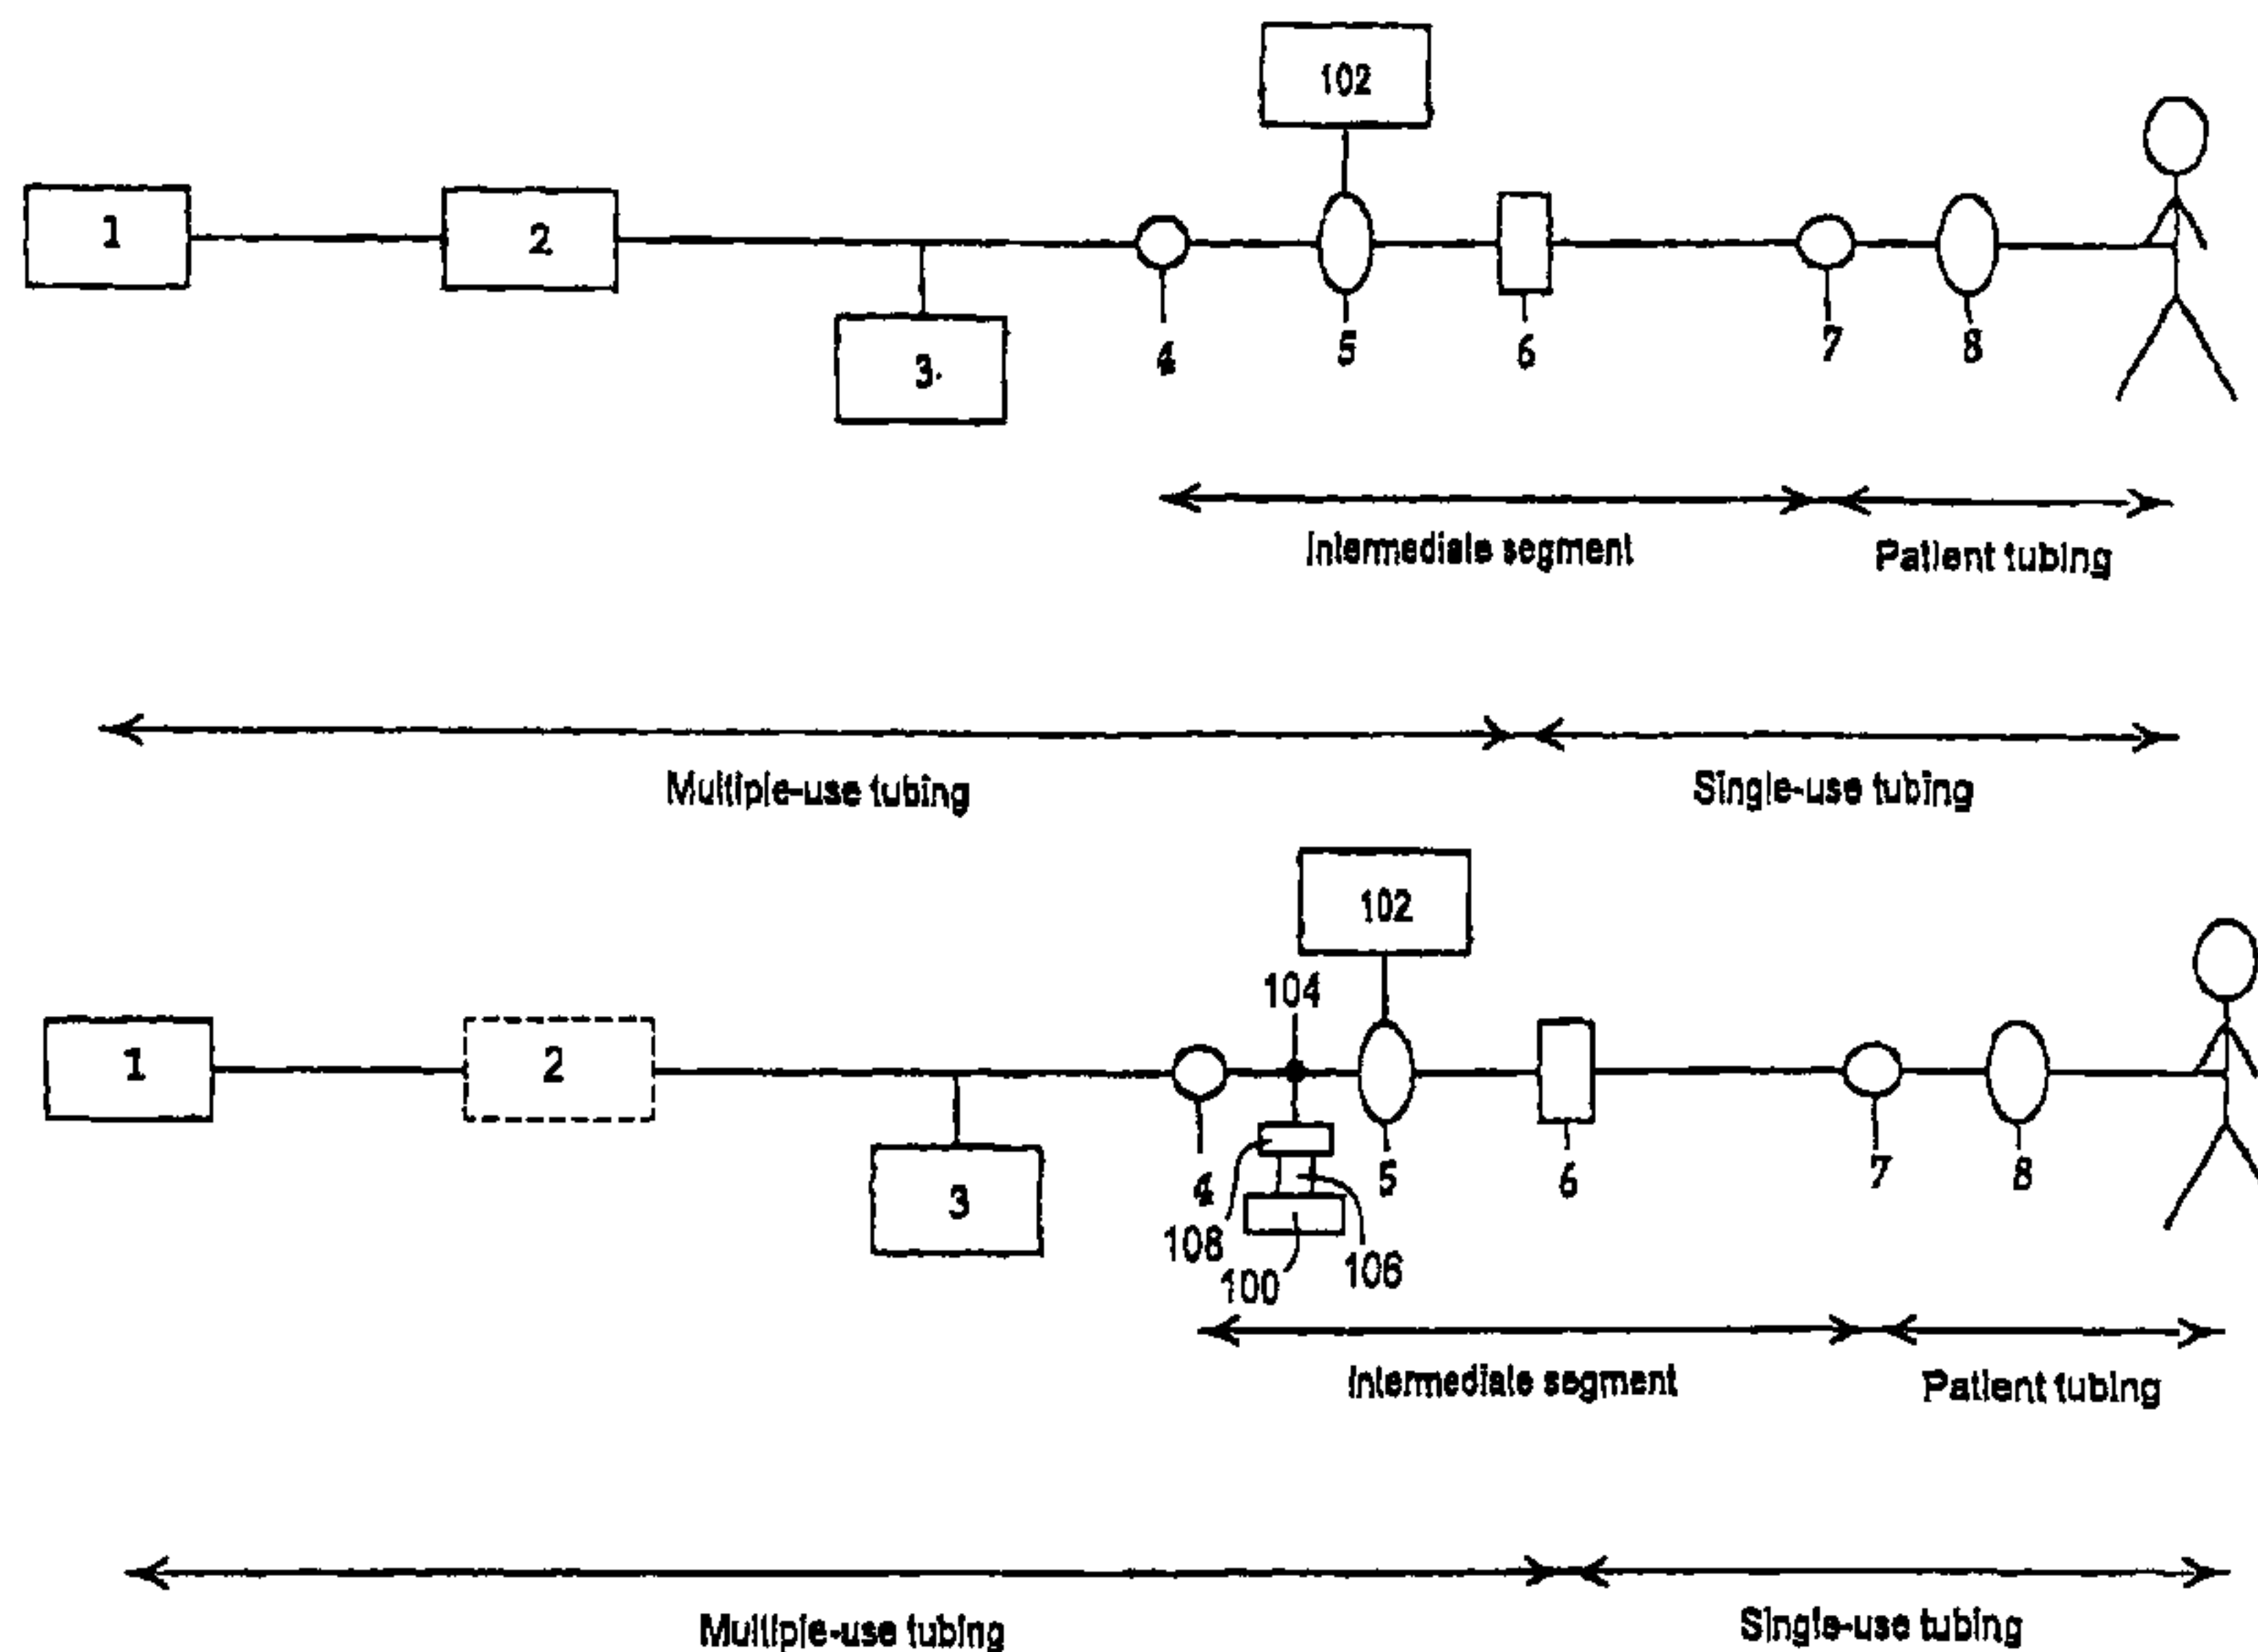 102
1
2
3.
4
5
6
7
8
Intermediate segment
Patient tubing
Multiple-use tubing
Single-use tubing
102
104
1
2
3
4
5
6
7
8
108
106
100
Intermediate segment
Patient tubing
Multiple-use tubing
Single-use tubing